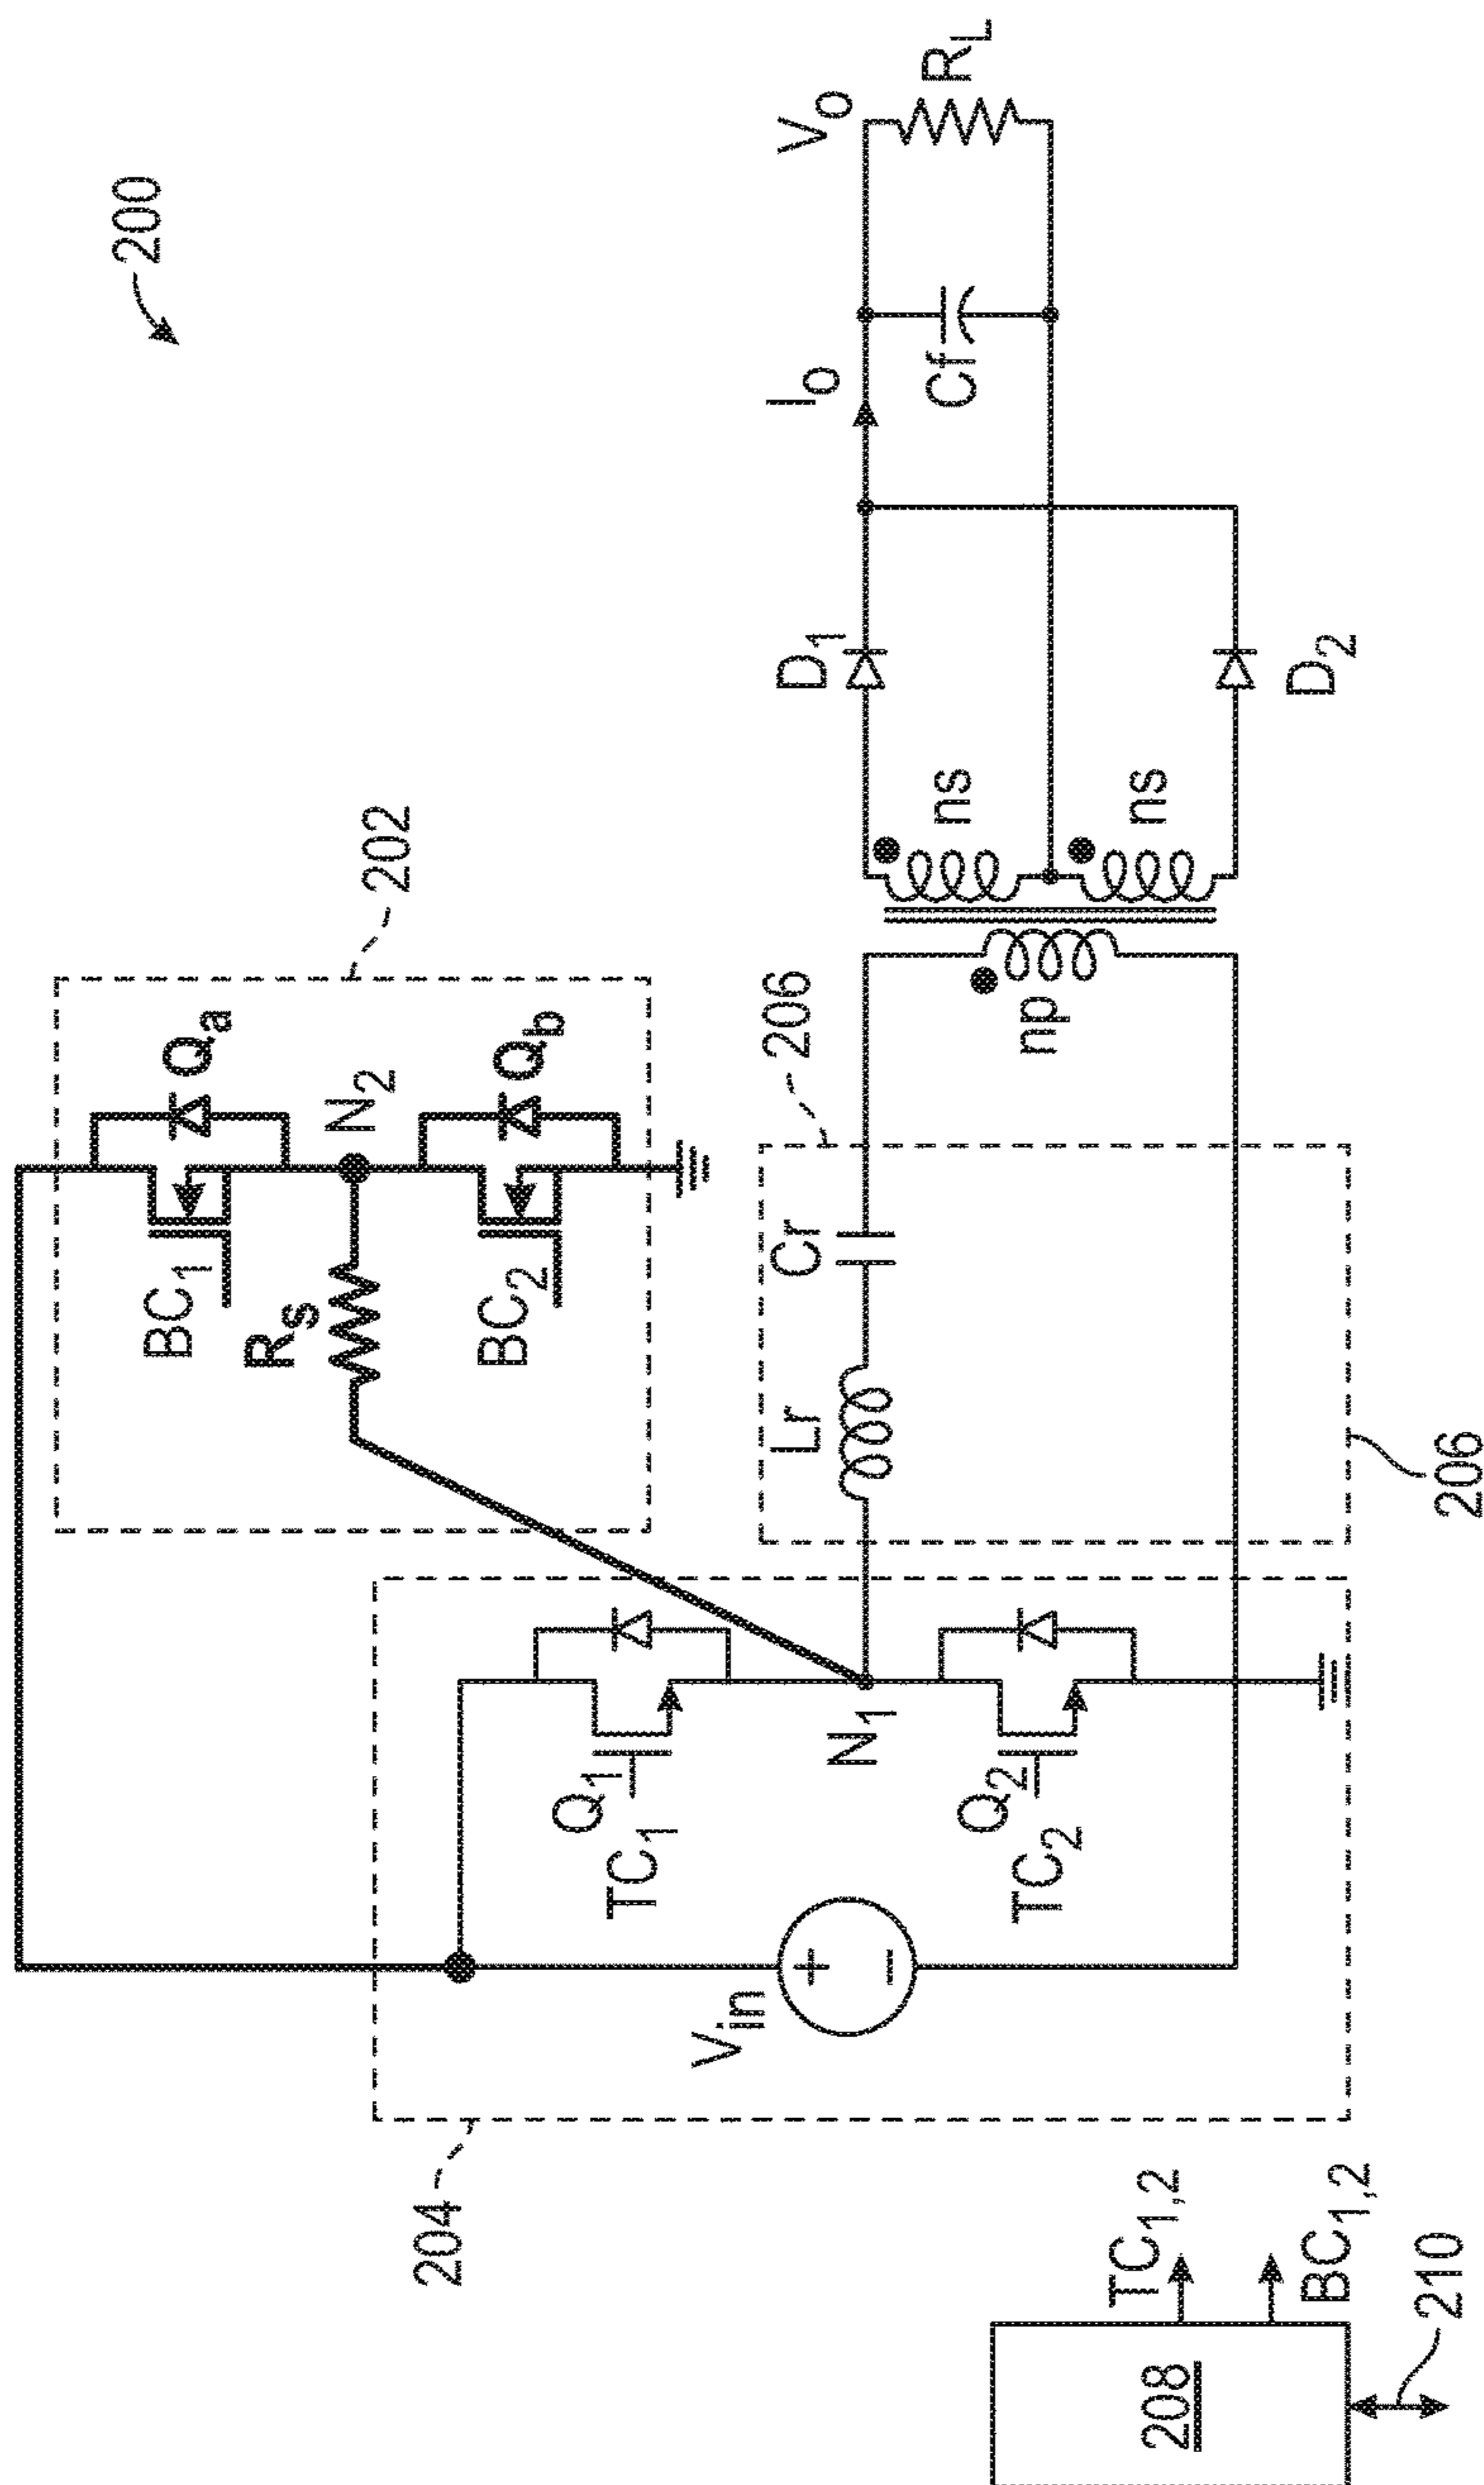 200
202
Qa
BC1
N2
Rs
Qb
BC2
206
Lr
Cr
np
ns
ns
D1
D2
Io
Cf
Vo
RL
204
Vin
+
−
Q1
TC1
N1
Q2
TC2
206
208
TC1,2
BC1,2
210